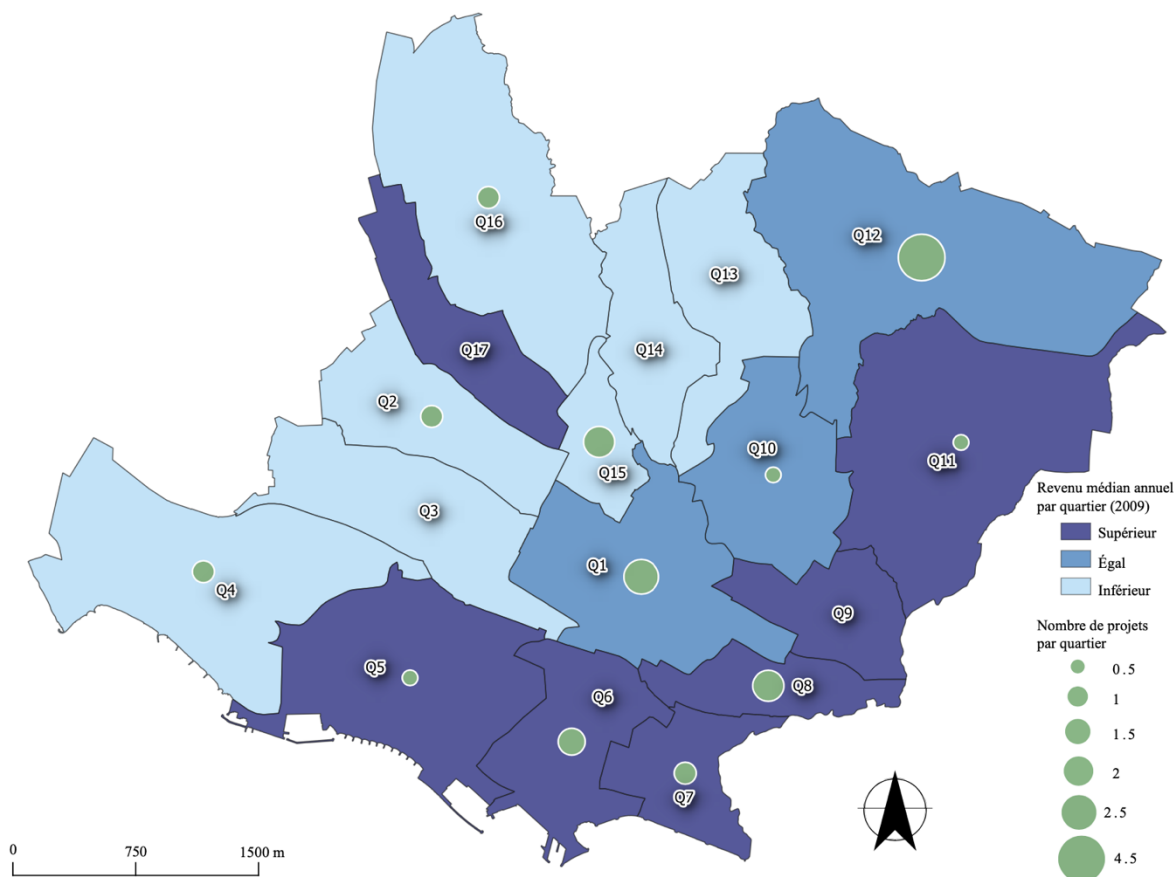 Q16
Q12
Q13
Q17
Q14
Q2
Q10
Q11
Q15
Q3
Q1
Q4
Q9
Q5
Q6
Q8
Q7
Revenu médian annuel
par quartier (2009)
Supérieur
Égal
Inférieur
Nombre de projets
par quartier
0.5
1
1.5
2
2.5
4.5
0 750 1500 m